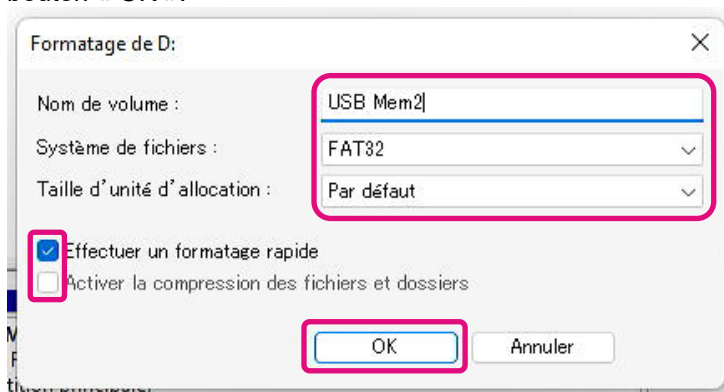 Formatage de D:
Nom de volume : USB Mem2
Système de fichiers : FAT32
Taille d'unité d'allocation : Par défaut
Effectuer un formatage rapide
Activer la compression des fichiers et dossiers
OK Annuler